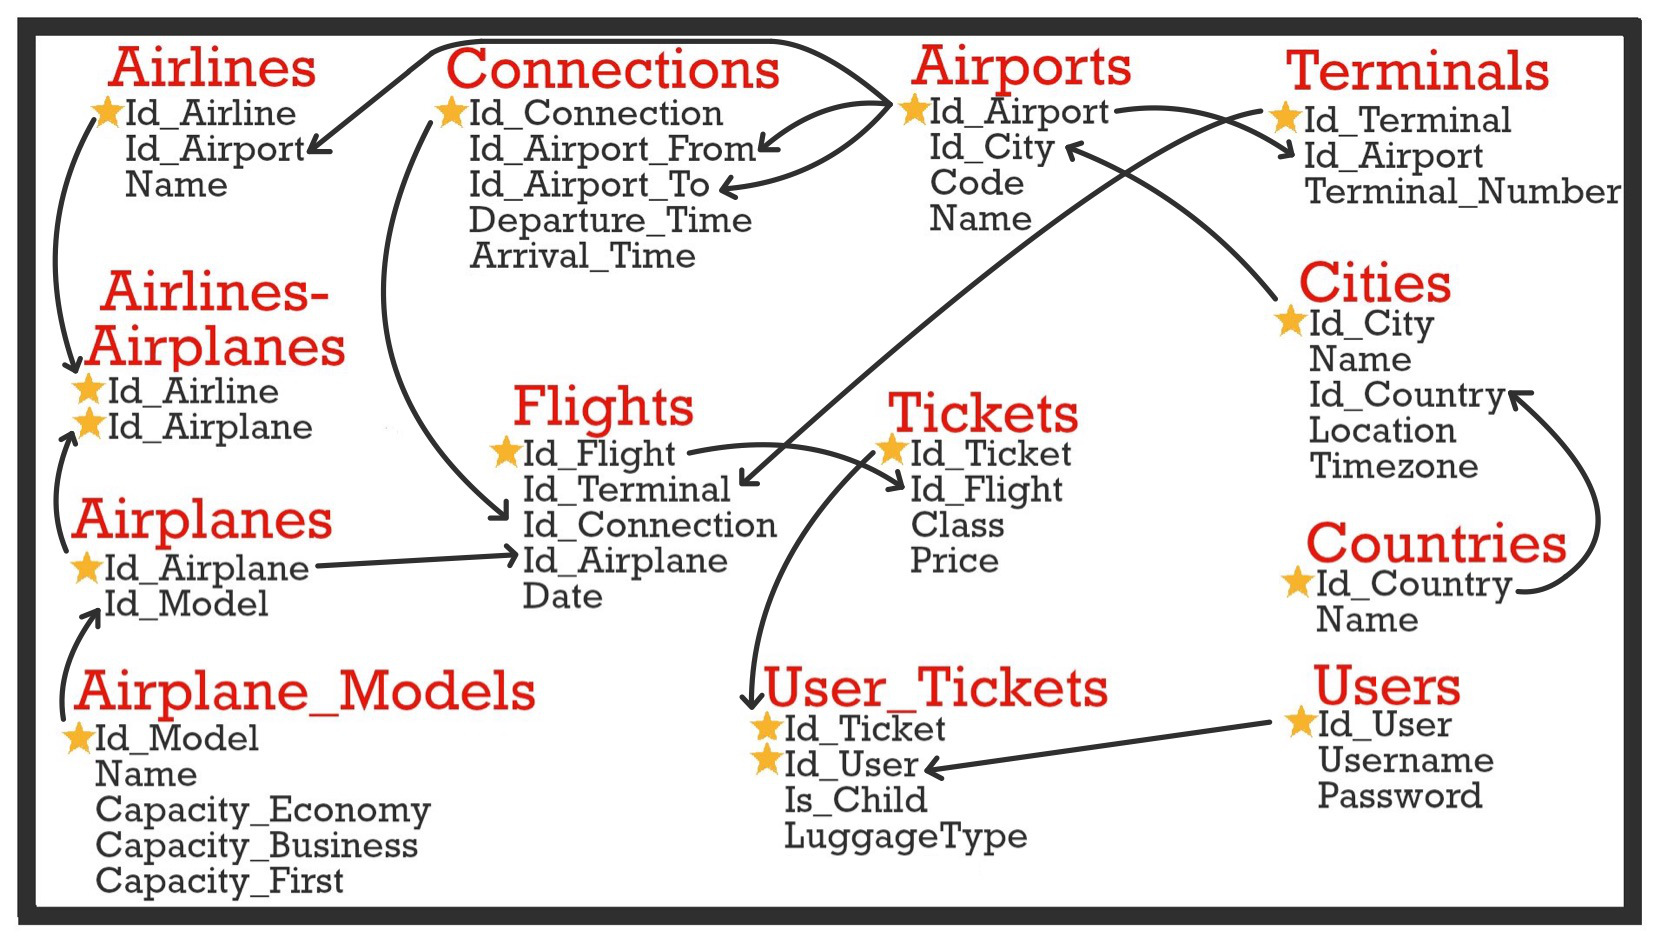 Airlines
Id_Airline
Id_Airport
Name
Connections
Id_Connection
Id_Airport_From
Id_Airport_To
Departure_Time
Arrival_Time
Airports
Id_Airport
Id_City
Code
Name
Terminals
Id_Terminal
Id_Airport
Terminal_Number
Airlines-
Airplanes
Id_Airline
Id_Airplane
Cities
Id_City
Name
Id_Country
Location
Timezone
Flights
Id_Flight
Id_Terminal
Id_Connection
Id_Airplane
Date
Tickets
Id_Ticket
Id_Flight
Class
Price
Airplanes
Id_Airplane
Id_Model
Countries
Id_Country
Name
Airplane_Models
Id_Model
Name
Capacity_Economy
Capacity_Business
Capacity_First
User_Tickets
Id_Ticket
Id_User
Is_Child
LuggageType
Users
Id_User
Username
Password